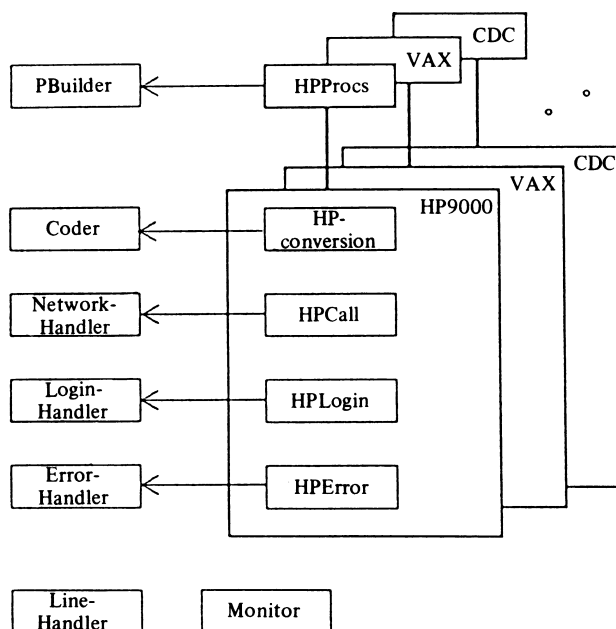 CDC
VAX
PBuilder
HPProcs
CDC
VAX
HP9000
Coder
HP-
conversion
Network-
Handler
HPCall
Login-
Handler
HPLogin
Error-
Handler
HPError
Line-
Handler
Monitor